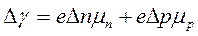 Δγ = eΔnμₙ + eΔpμₚ